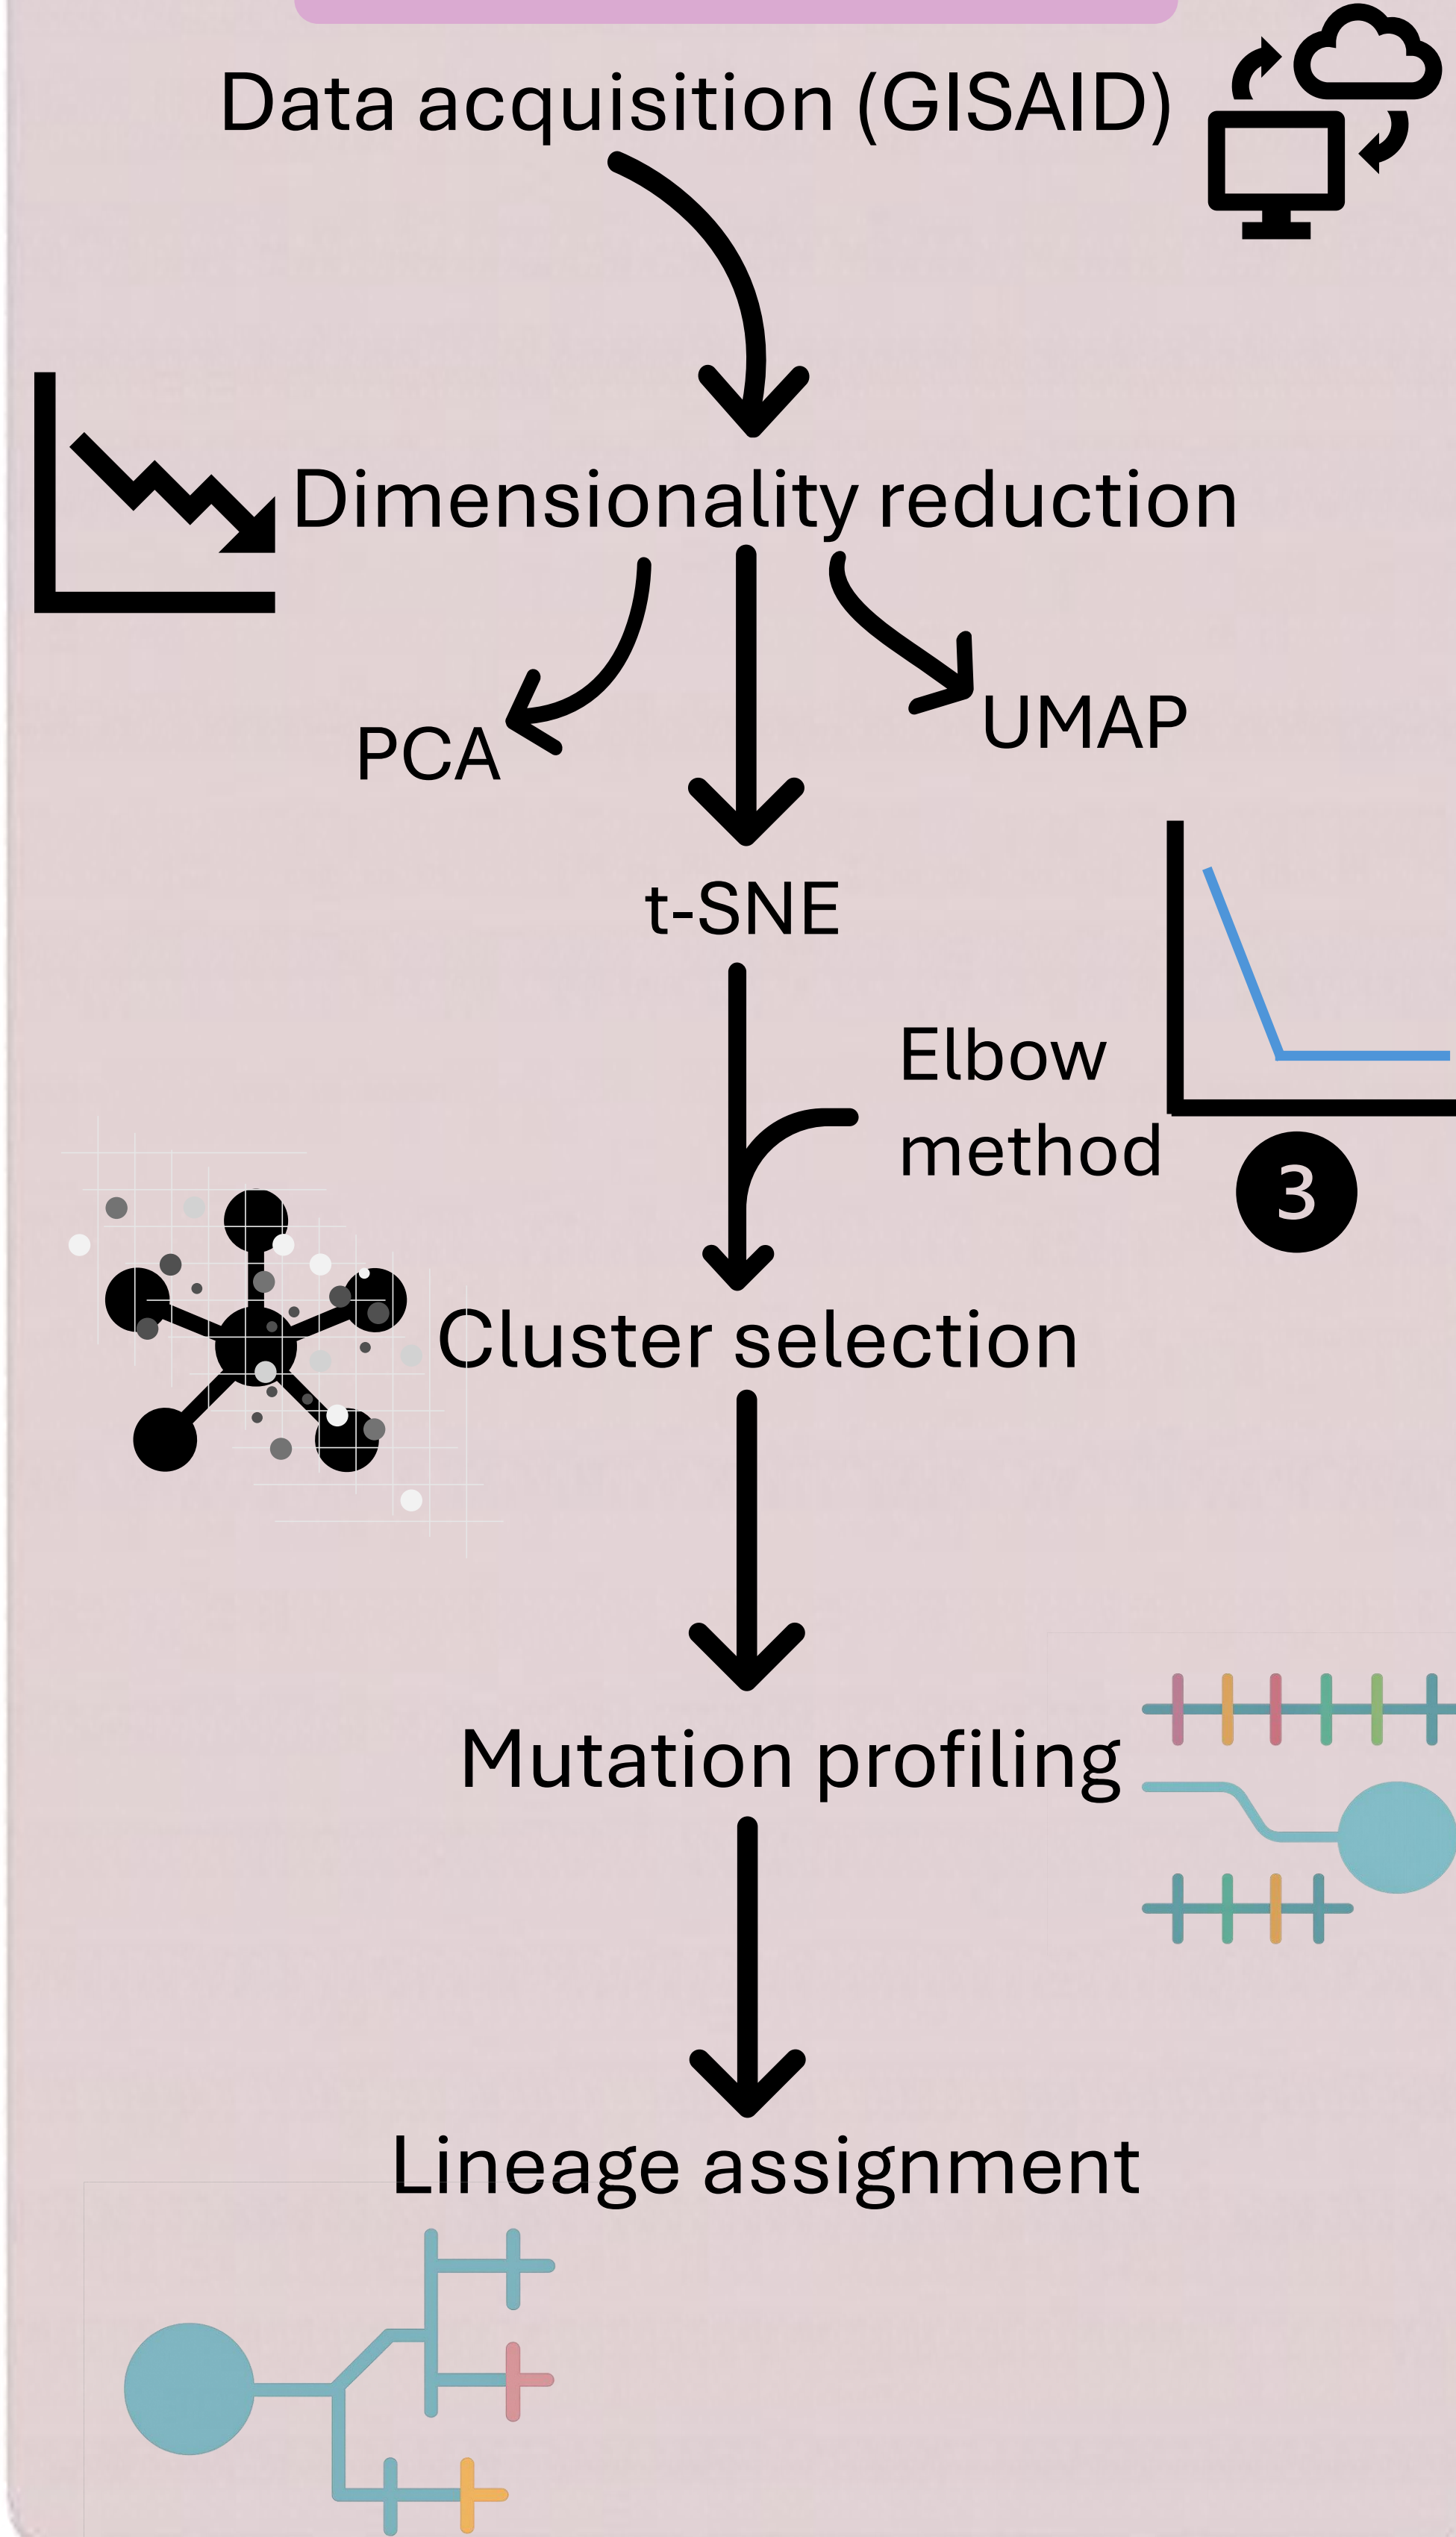 Data acquisition (GISAID)
Dimensionality reduction
PCA
UMAP
t-SNE
Elbow
method
3
Cluster selection
Mutation profiling
Lineage assignment